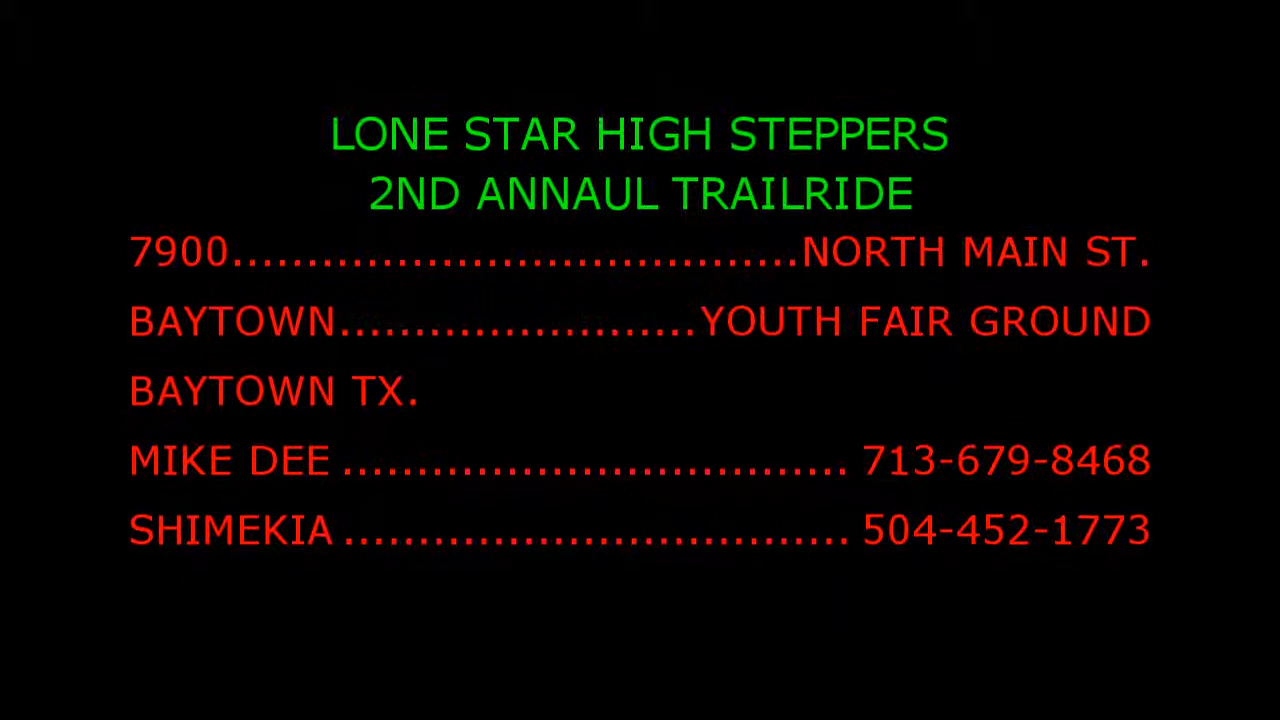 LONE STAR HIGH STEPPERS
2ND ANNAUL TRAILRIDE
7900......................................NORTH MAIN ST.
BAYTOWN........................YOUTH FAIR GROUND
BAYTOWN TX.
MIKE DEE .................................. 713-679-8468
SHIMEKIA .................................. 504-452-1773